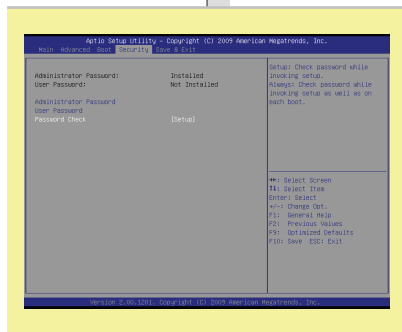 Aptio Setup Utility – Copyright (C) 2009 American Megatrends, Inc.
Main Advanced Boot Security Save & Exit
Administrator Password: Installed
User Password: Not Installed
Administrator Password
User Password
Password Check [Setup]
Setup: Check password while
invoking setup.
Always: Check password while
invoking setup as well as on
each boot.
→←: Select Screen
↑↓: Select Item
Enter: Select
+/-: Change Opt.
F1: General Help
F2: Previous Values
F9: Optimized Defaults
F10: Save ESC: Exit
Version 2.00.1201. Copyright (C) 2009 American Megatrends, Inc.